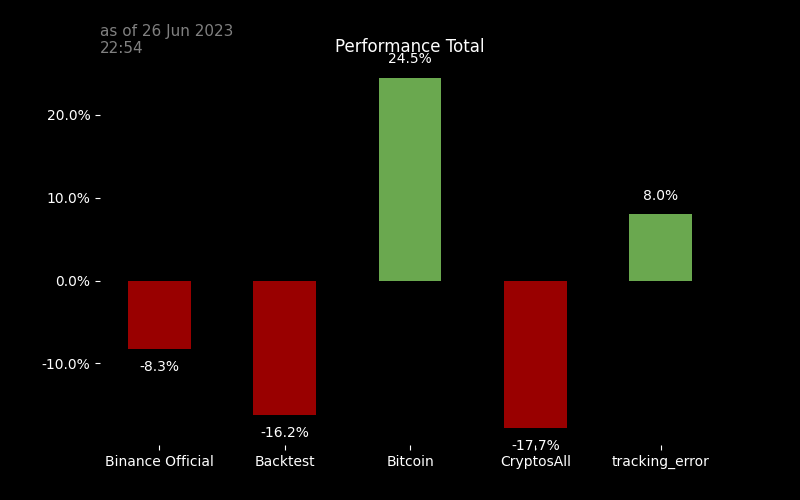 as of 26 Jun 2023
22:54
Performance Total
24.5%
20.0%
10.0%
8.0%
0.0%
-10.0%
-8.3%
-16.2%
-17.7%
Binance Official
Backtest
Bitcoin
CryptosAll
tracking_error